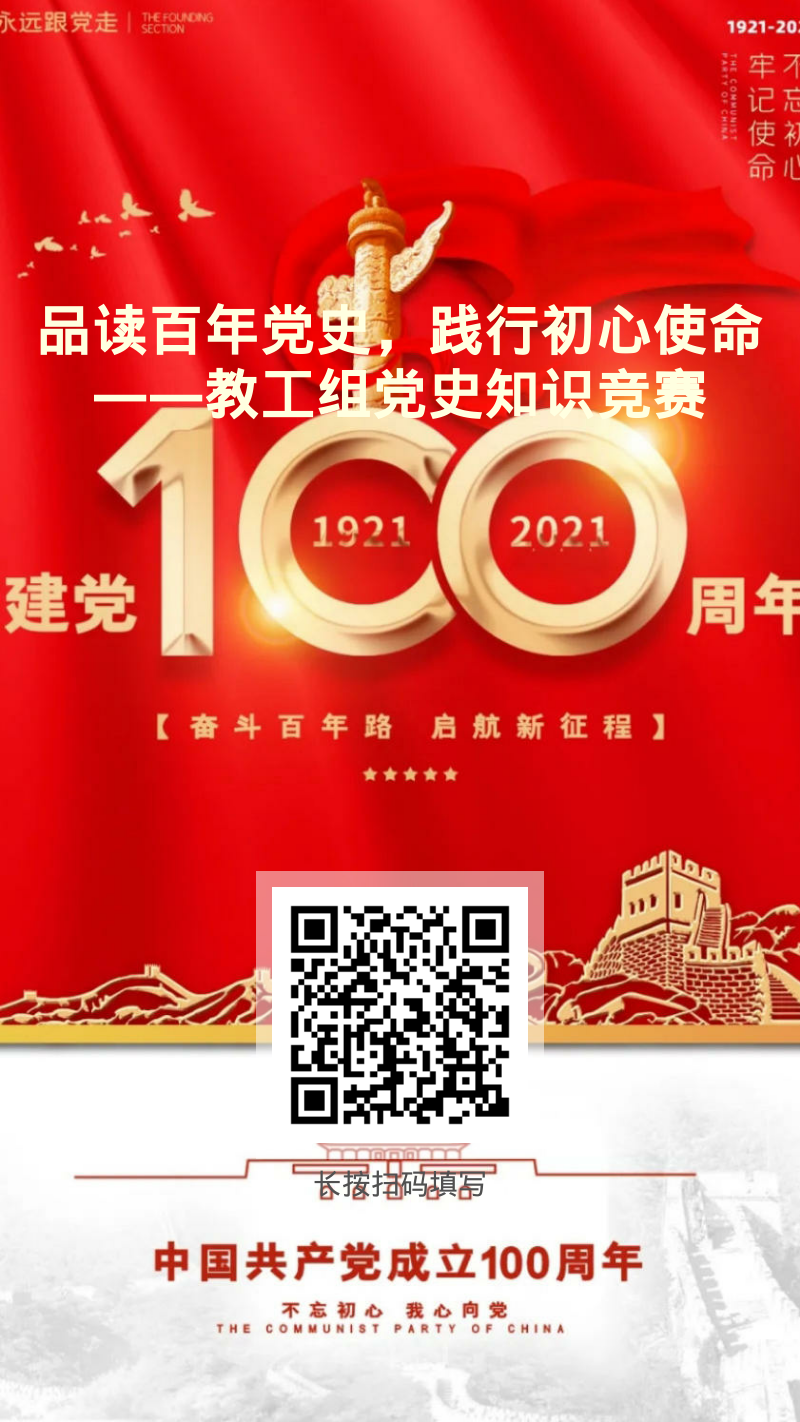 永远跟党走
THE FOUNDING
SECTION
1921-202
不忘初心
牢记使命
THE COMMUNIST
PARTY OF CHINA
品读百年党史，践行初心使命
——教工组党史知识竞赛
100
1921
2021
建党
周年
【奋斗百年路 启航新征程】
长按扫码填写
中国共产党成立100周年
不忘初心 我心向党
THE COMMUNIST PARTY OF CHINA